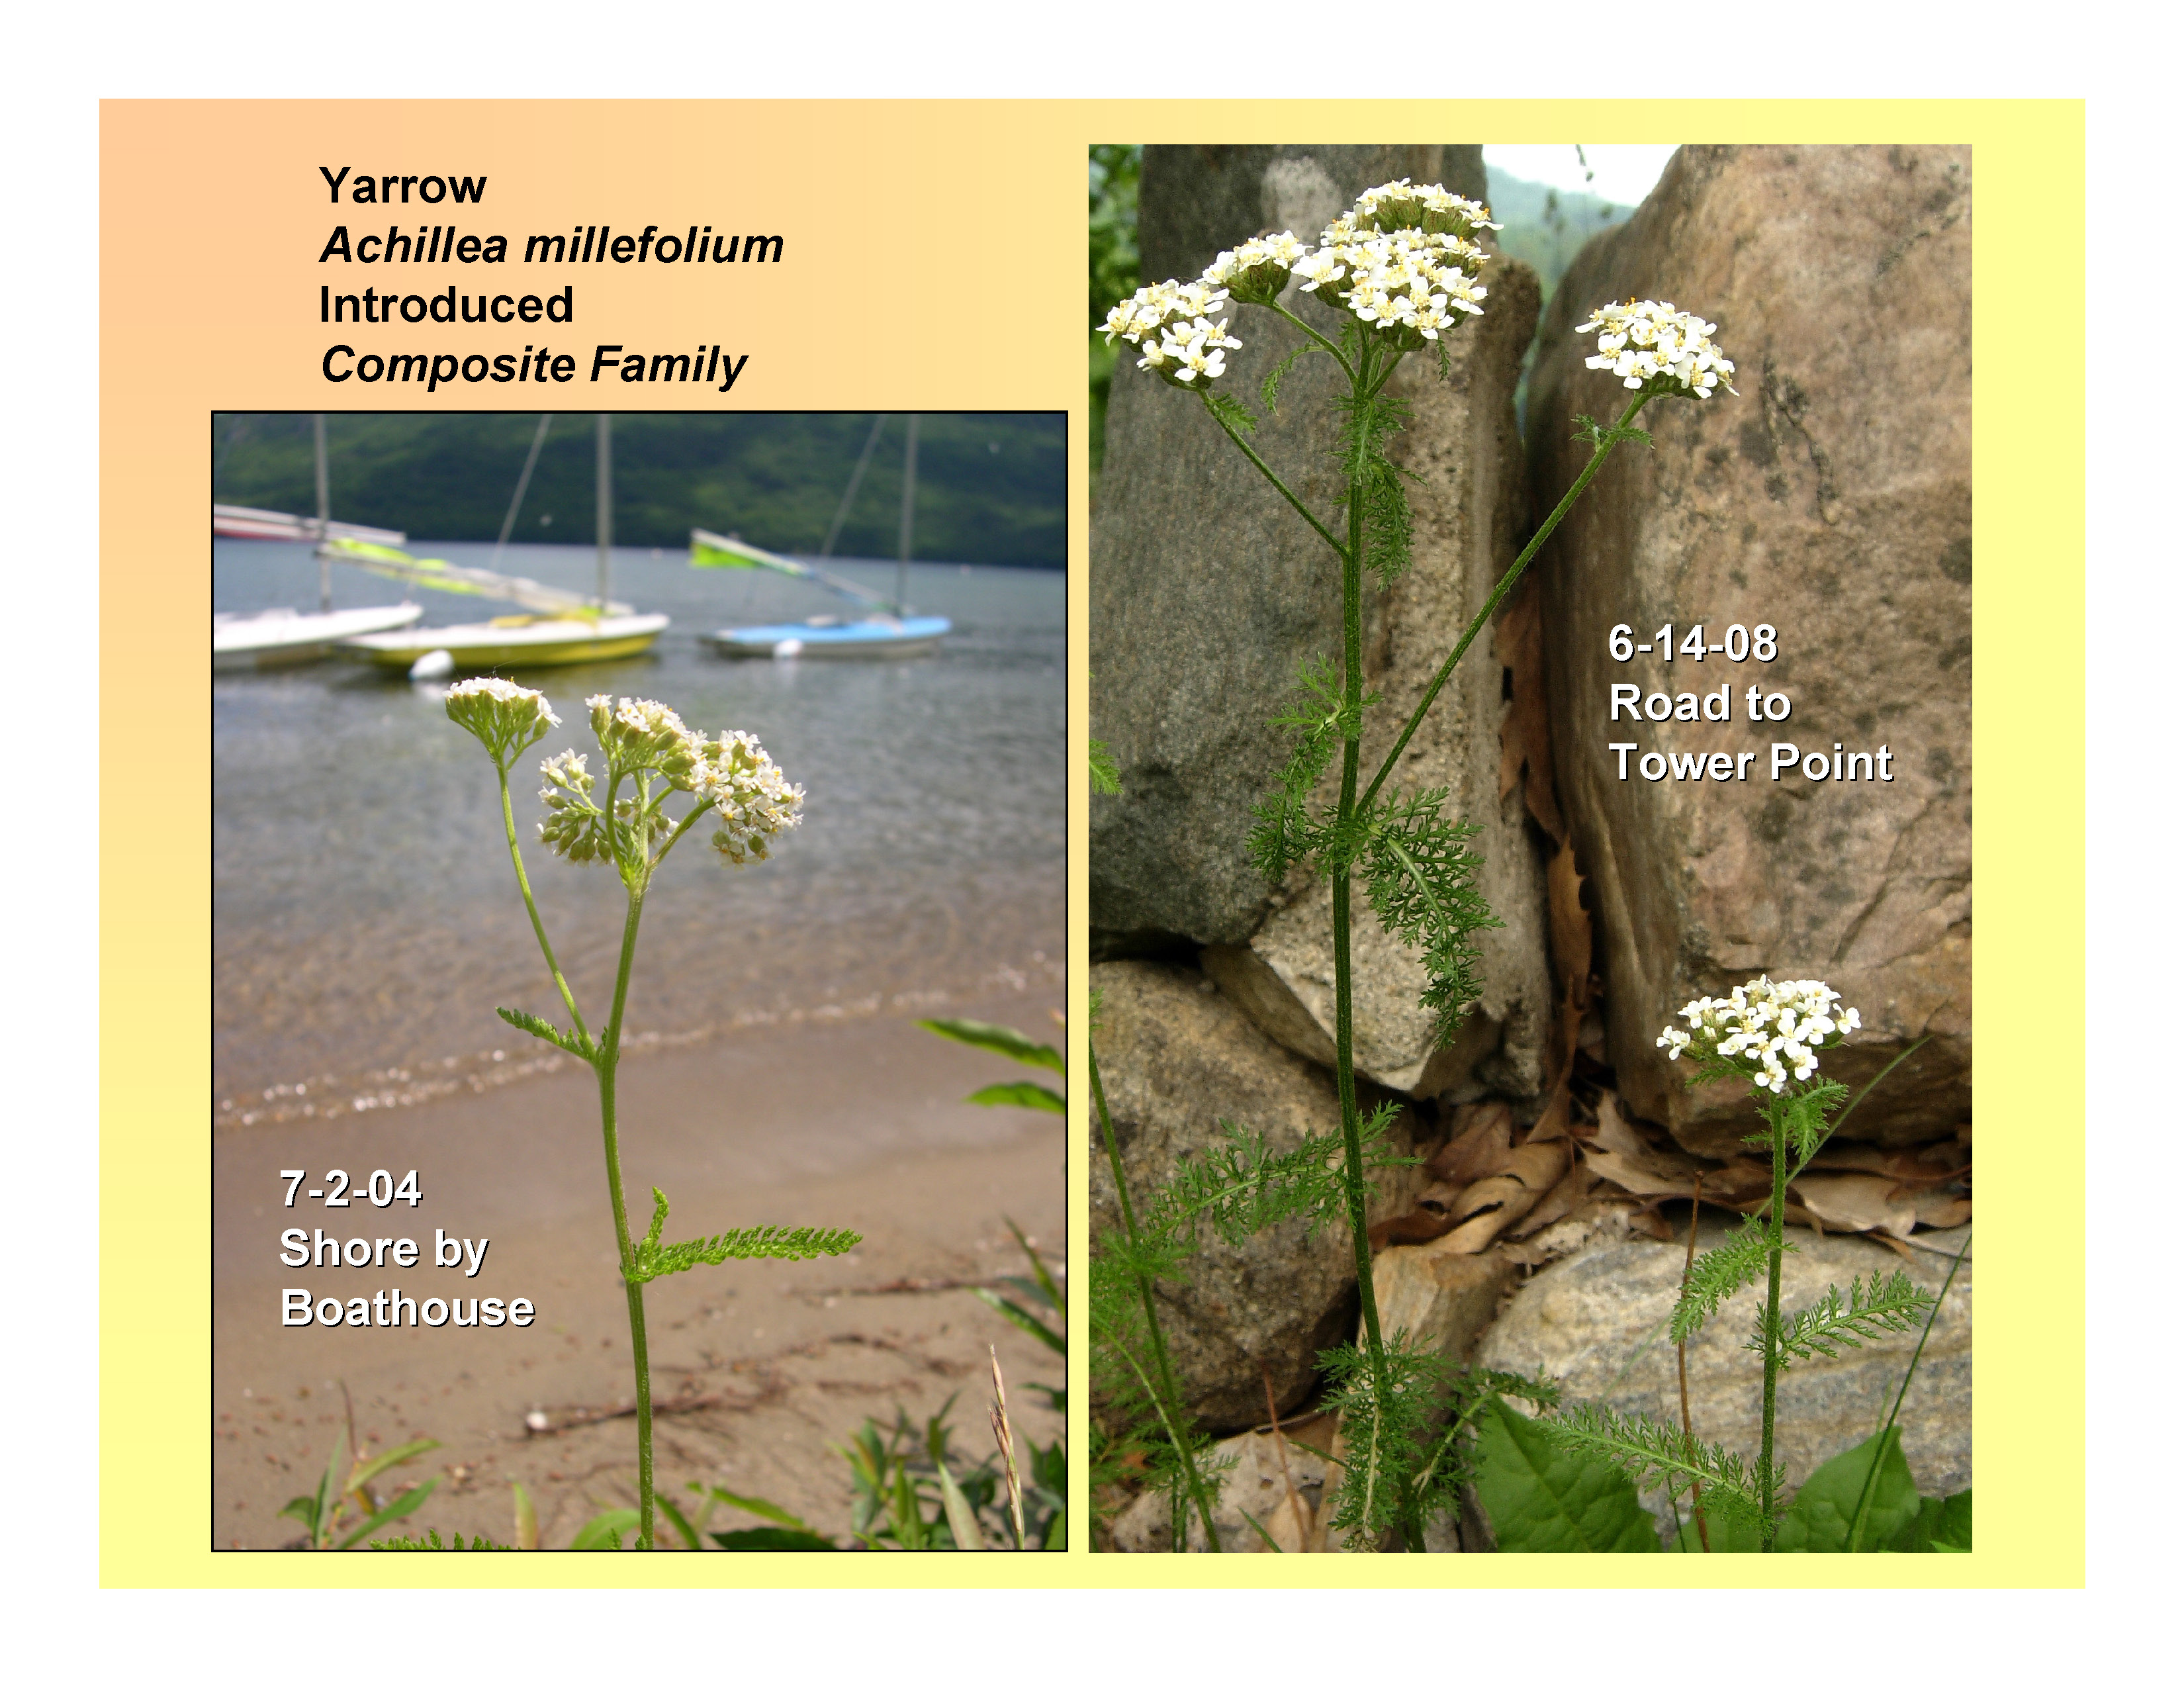 Yarrow
Achillea millefolium
Introduced
Composite Family
7-2-04
Shore by
Boathouse
6-14-08
Road to
Tower Point